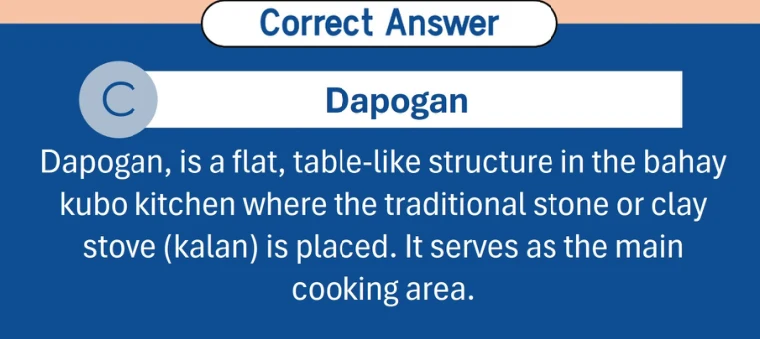 Correct Answer
C
Dapogan
Dapogan, is a flat, table-like structure in the bahay
kubo kitchen where the traditional stone or clay
stove (kalan) is placed. It serves as the main
cooking area.